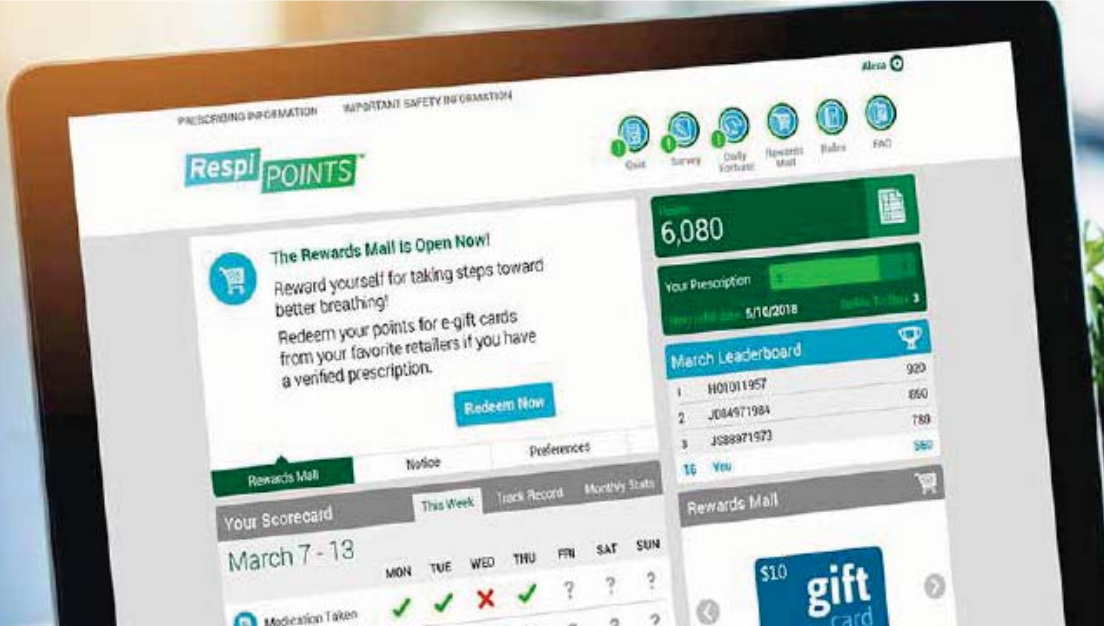 Alexa
PRESCRIBING INFORMATION IMPORTANT SAFETY INFORMATION
Respi POINTS™
Quiz Survey Daily Fortune Rewards Mall Rules FAQ
The Rewards Mall Is Open Now!
Reward yourself for taking steps toward
better breathing!
Redeem your points for e-gift cards
from your favorite retailers if you have
a verified prescription.
Redeem Now
Rewards Mall Notice Preferences
Points
6,080
Your Prescription
5/16/2018 3
March Leaderboard
1 H01011957 920
2 JD84971984
3 JS88971973 780
16 You 560
Rewards Mall
$10 gift
card
Your Scorecard This Week Track Record Monthly Stats
March 7 - 13
MON TUE WED THU FRI SAT SUN
Medication Taken ? ? ?
? ? ?